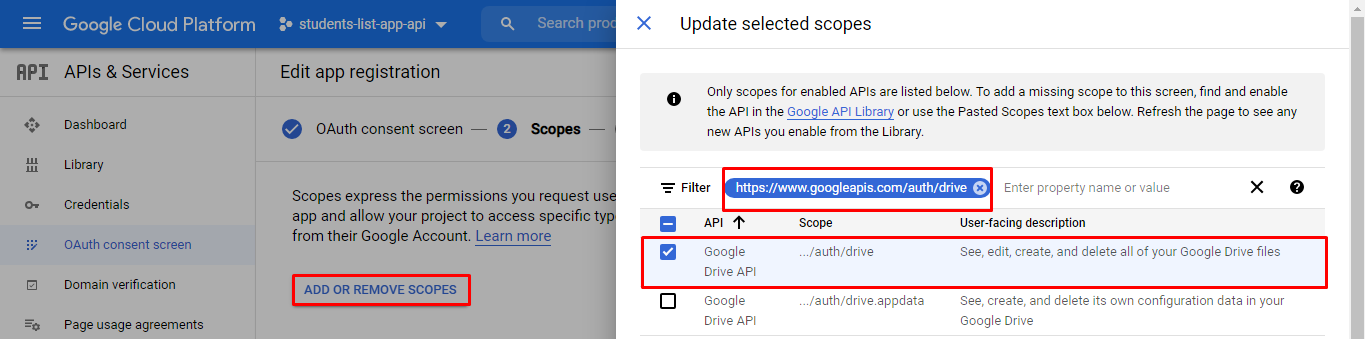 Google Cloud Platform
students-list-app-api
Search proc
API
APIs & Services
Dashboard
Library
Credentials
OAuth consent screen
Domain verification
Page usage agreements
Edit app registration
OAuth consent screen
2
Scopes
Scopes express the permissions you request use
app and allow your project to access specific type
from their Google Account. Learn more
ADD OR REMOVE SCOPES
Update selected scopes
Only scopes for enabled APIs are listed below. To add a missing scope to this screen, find and enable
the API in the Google API Library or use the Pasted Scopes text box below. Refresh the page to see any
new APIs you enable from the Library.
Filter
https://www.googleapis.com/auth/drive
Enter property name or value
API Scope User-facing description
Google
Drive API
.../auth/drive
See, edit, create, and delete all of your Google Drive files
Google
Drive API
.../auth/drive.appdata
See, create, and delete its own configuration data in your
Google Drive